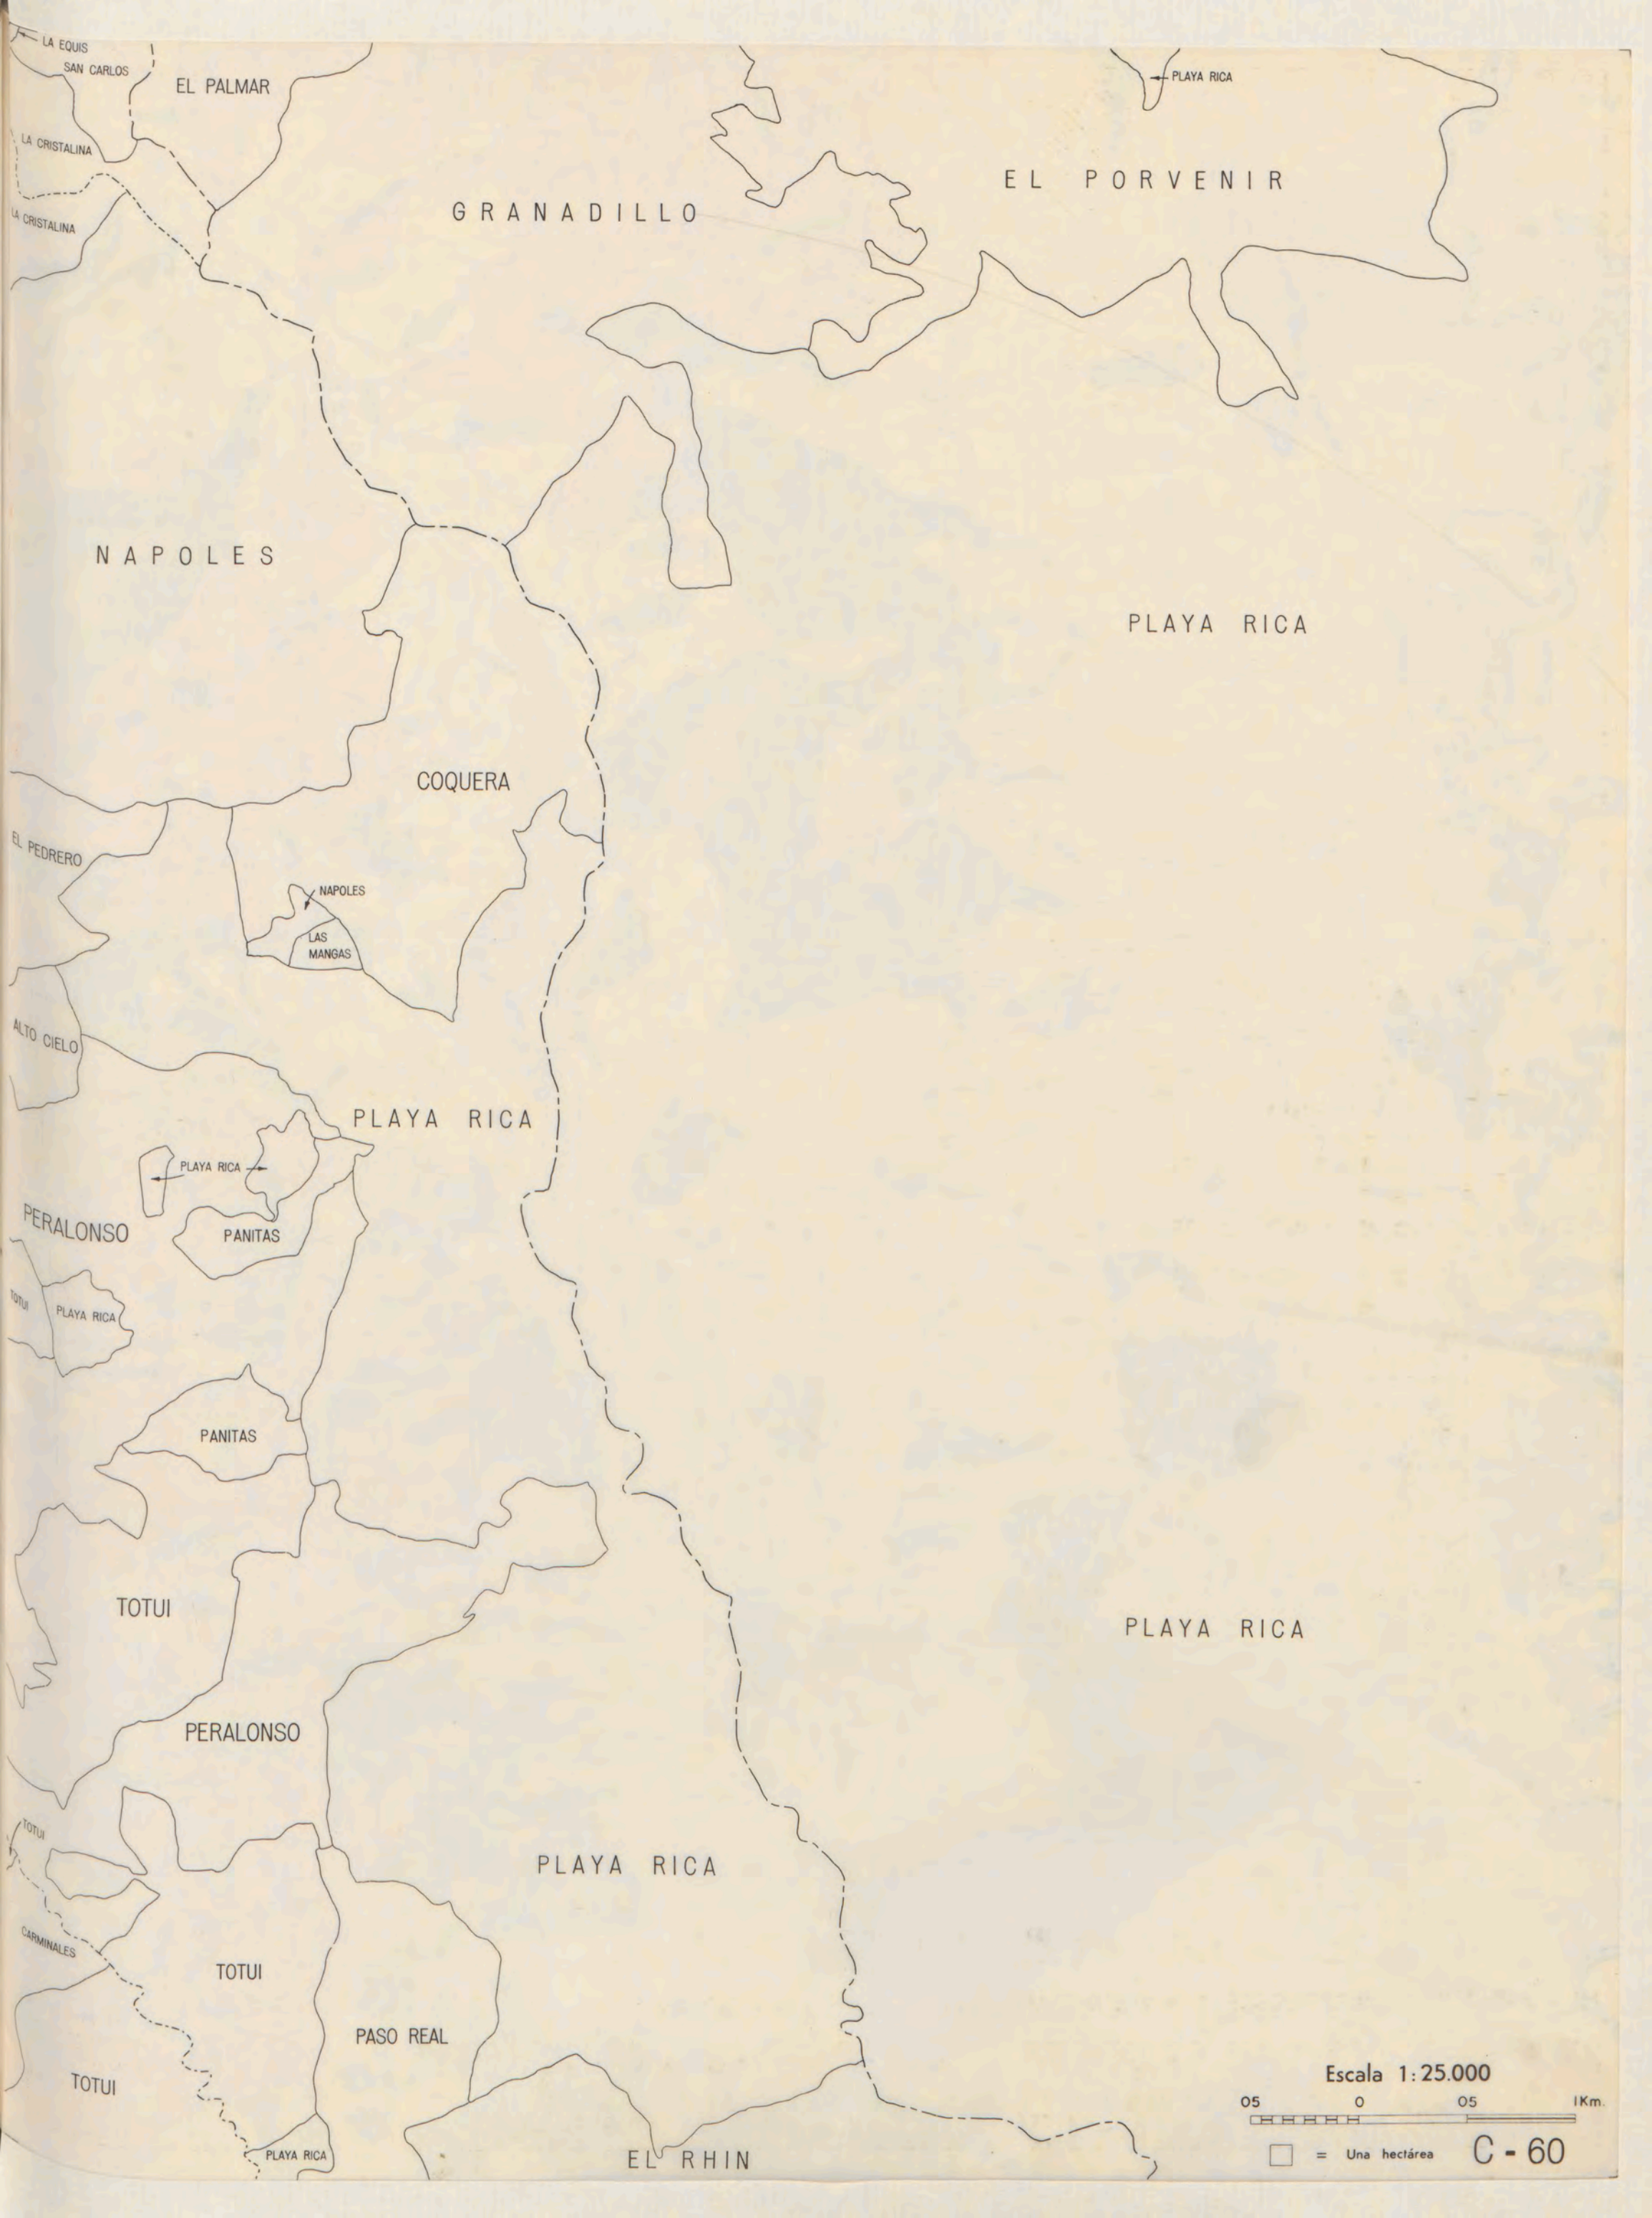 LA EQUIS
SAN CARLOS
EL PALMAR
PLAYA RICA
LA CRISTALINA
EL PORVENIR
LA CRISTALINA
GRANADILLO
NAPOLES
PLAYA RICA
COQUERA
EL PEDRERO
NAPOLES
LAS
MANGAS
ALTO CIELO
PLAYA RICA
PLAYA RICA
PERALONSO
PANITAS
TOTUI
PLAYA RICA
PANITAS
TOTUI
PLAYA RICA
PERALONSO
TOTUI
PLAYA RICA
CARMINALES
TOTUI
PASO REAL
TOTUI
Escala 1:25.000
05 0 05 1Km.
PLAYA RICA
EL RHIN
= Una hectárea
C-60